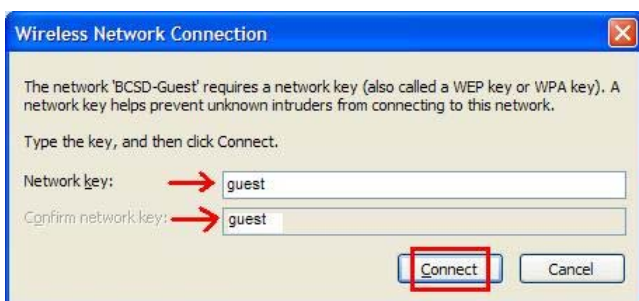 Wireless Network Connection
The network 'BCSD-Guest' requires a network key (also called a WEP key or WPA key). A
network key helps prevent unknown intruders from connecting to this network.
Type the key, and then click Connect.
Network key: guest
Confirm network key: guest
Connect Cancel